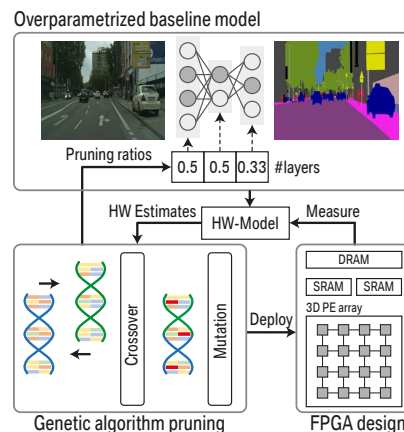 Overparametrized baseline model
Pruning ratios
0.5 0.5 0.33 #layers
HW Estimates
HW-Model
Measure
Crossover
Mutation
Deploy
DRAM
SRAM SRAM
3D PE array
Genetic algorithm pruning
FPGA design